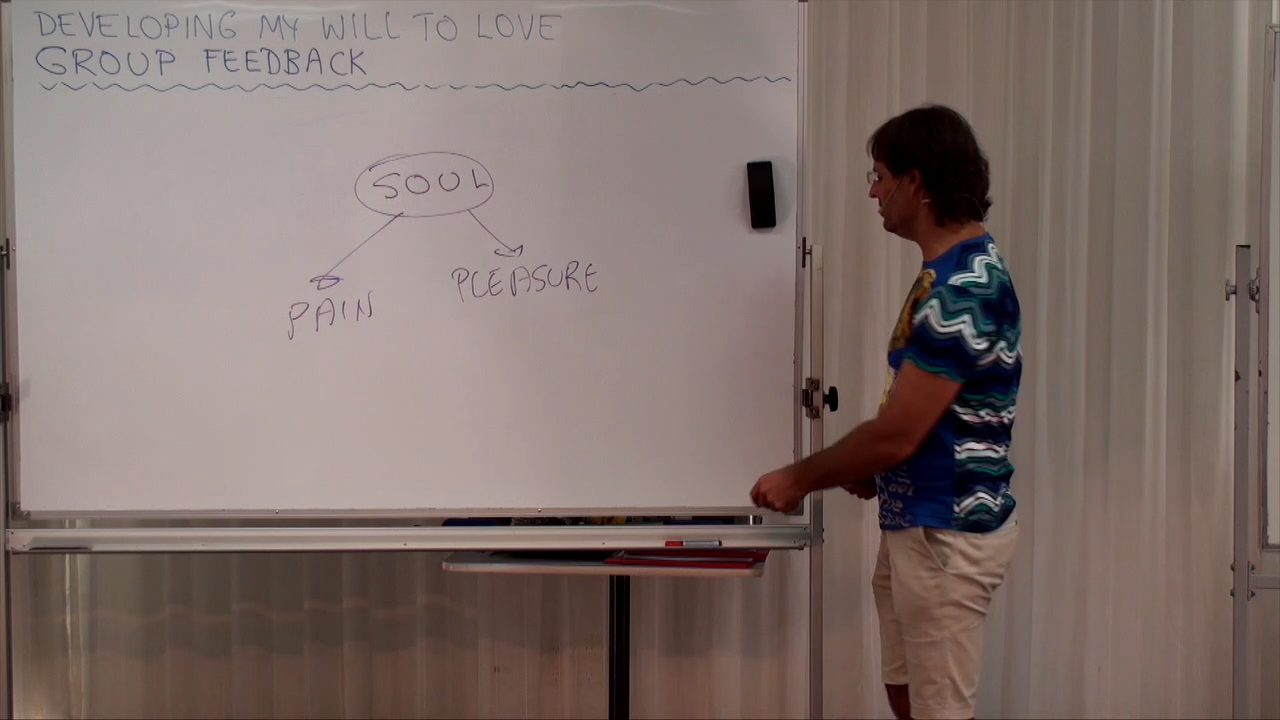 DEVELOPING MY WILL TO LOVE
GROUP FEEDBACK
SOUL
PAIN
PLEASURE